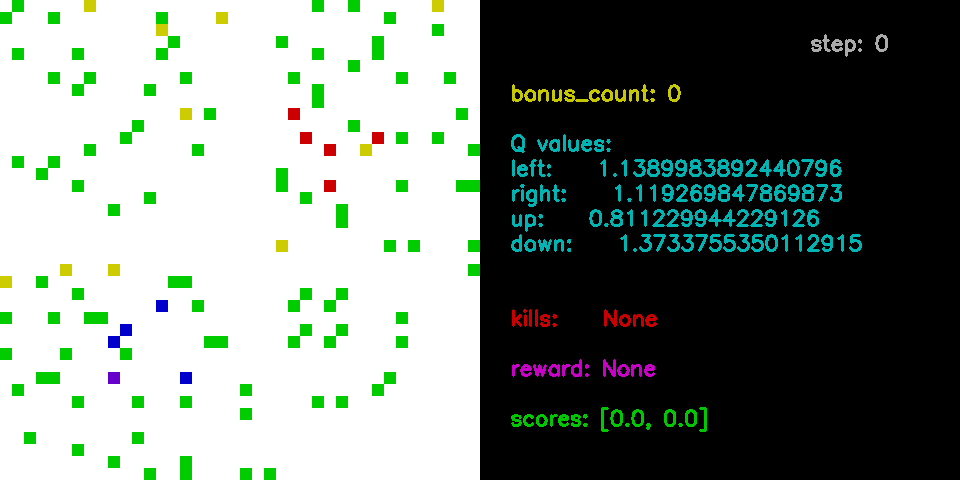 step: 0
bonus_count: 0
Q values:
left: 1.1389983892440796
right: 1.119269847869873
up: 0.811229944229126
down: 1.3733755350112915
kills: None
reward: None
scores: [0.0, 0.0]